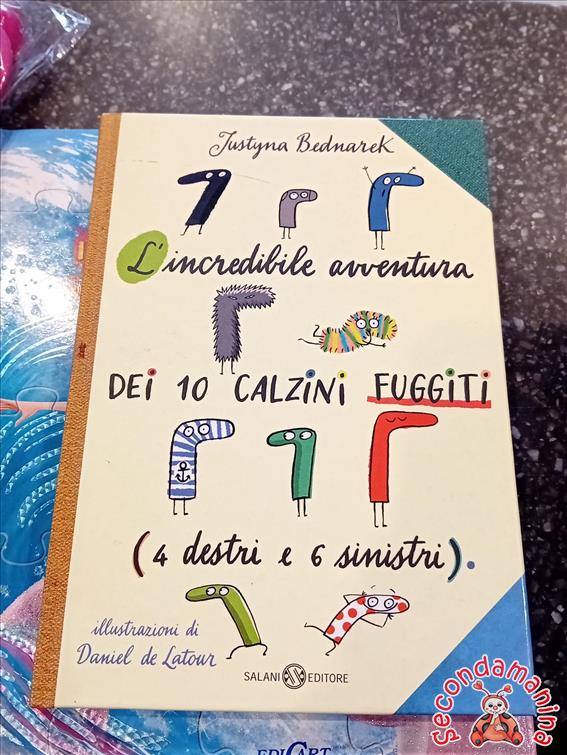 Justyna Bednarek
L'incredibile avventura
DEI 10 CALZINI FUGGITI
(4 destri e 6 sinistri).
illustrazioni di
Daniel de Latour
SALANI EDITORE
EDICART
Secondamanina